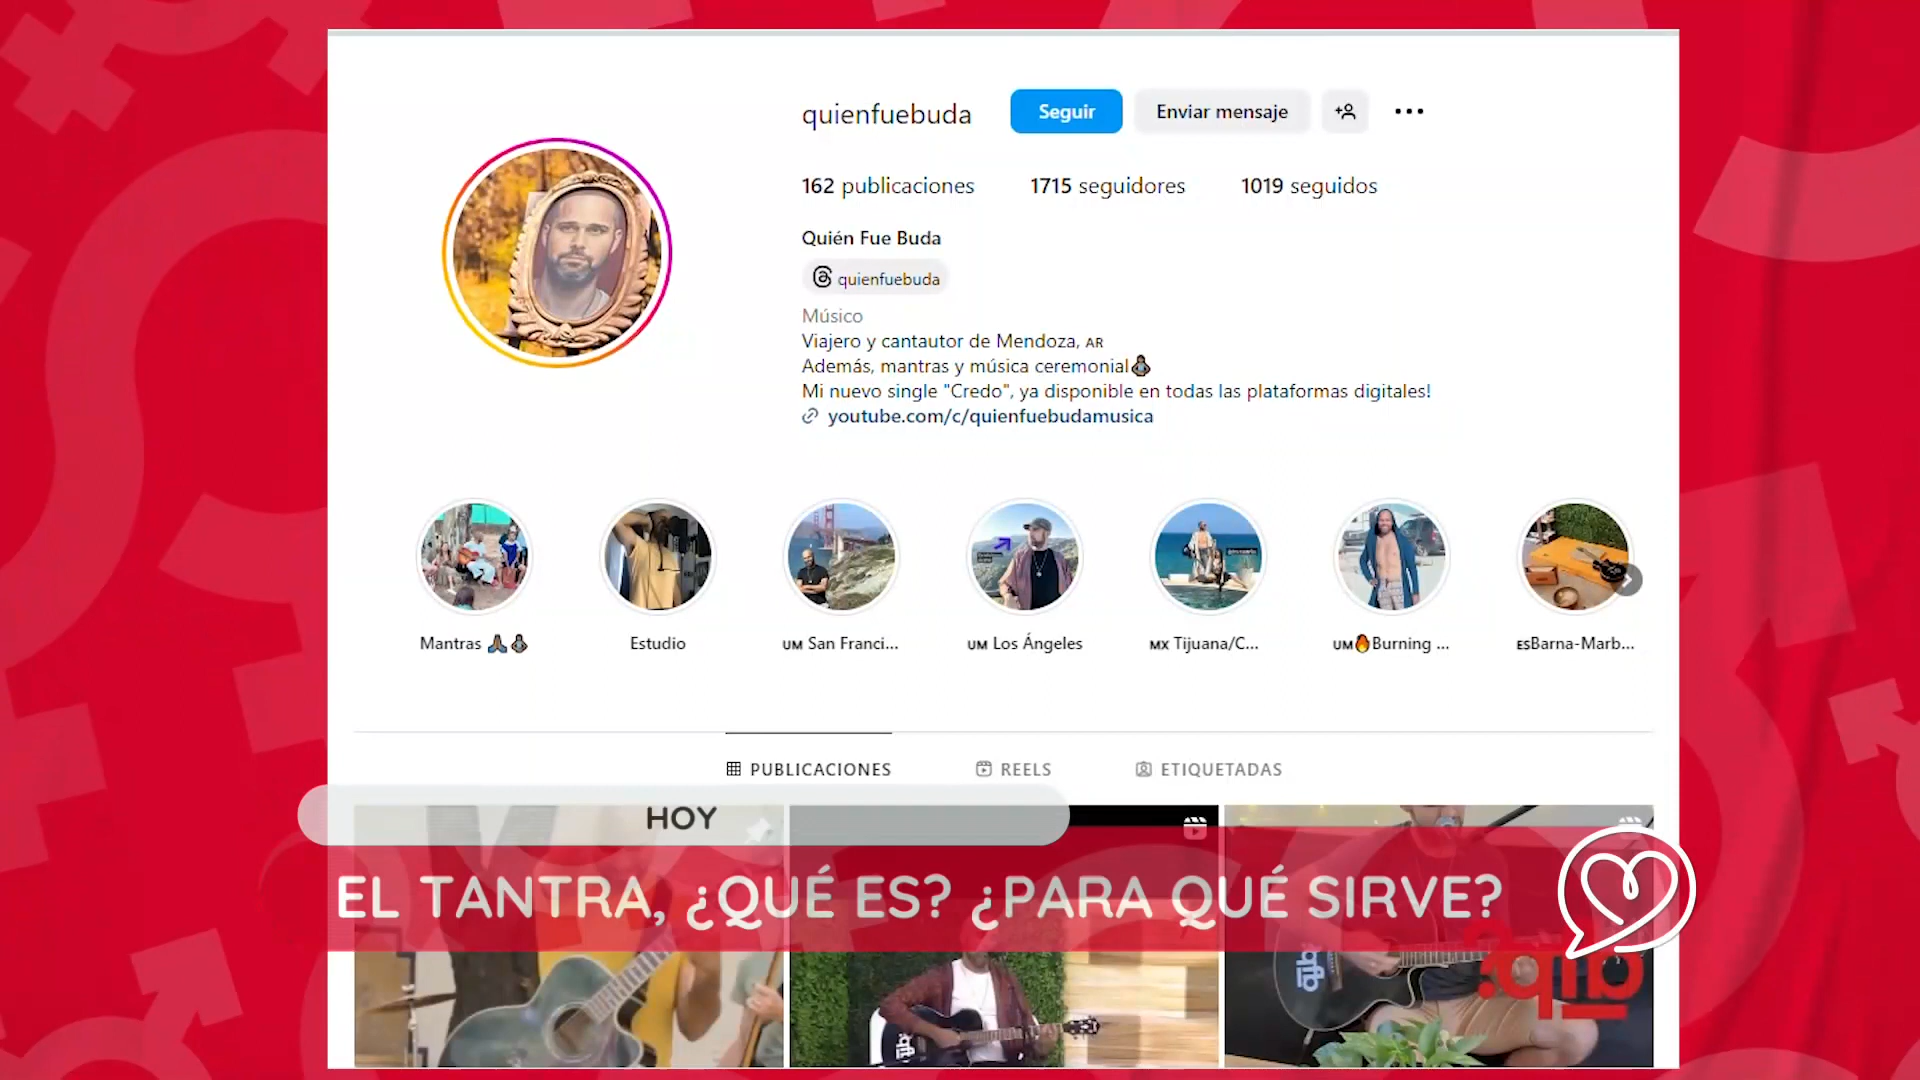 quienfuebuda
Seguir
Enviar mensaje
162 publicaciones
1715 seguidores
1019 seguidos
Quién Fue Buda
quienfuebuda
Músico
Viajero y cantautor de Mendoza, AR
Además, mantras y música ceremonial
Mi nuevo single "Credo", ya disponible en todas las plataformas digitales!
youtube.com/c/quienfuebudamusica
Mantras
Estudio
UM San Franci...
UM Los Ángeles
MX Tijuana/C...
UM Burning ...
ES Barna-Marb...
PUBLICACIONES
REELS
ETIQUETADAS
HOY
EL TANTRA, ¿QUÉ ES? ¿PARA QUÉ SIRVE?